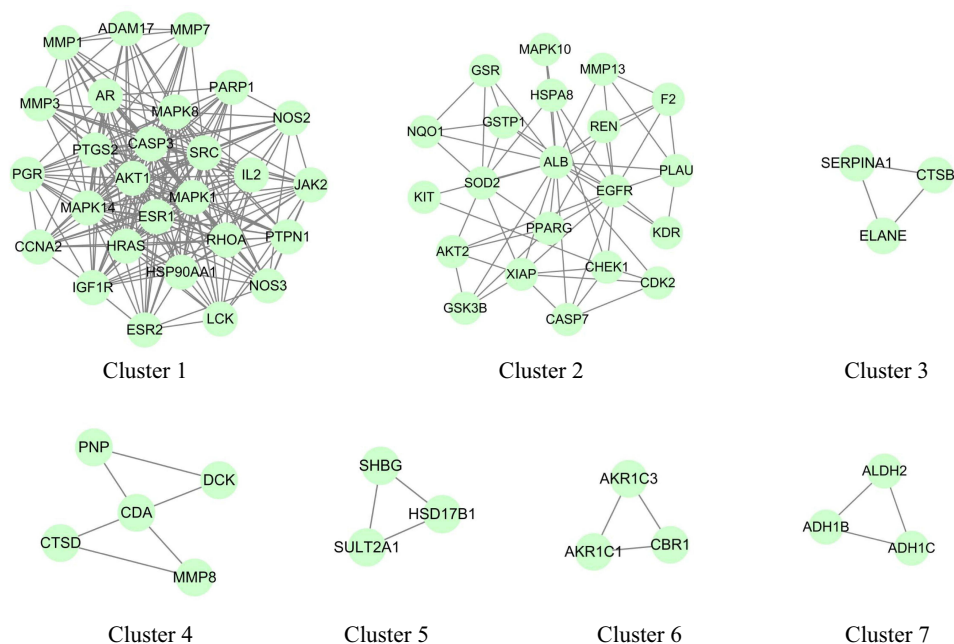 ADAM17
MMP7
MMP1
PARP1
AR
MMP3
MAPK8
NOS2
CASP3
PTGS2
SRC
PGR
AKT1
IL2
JAK2
MAPK14
MAPK1
ESR1
CCNA2
HRAS
RHOA
PTPN1
HSP90AA1
IGF1R
NOS3
ESR2
LCK
Cluster 1
MAPK10
GSR
MMP13
HSPA8
F2
GSTP1
REN
NQO1
ALB
PLAU
SOD2
EGFR
KIT
PPARG
KDR
AKT2
XIAP
CHEK1
CDK2
GSK3B
CASP7
Cluster 2
SERPINA1
CTSB
ELANE
Cluster 3
PNP
DCK
CDA
CTSD
MMP8
Cluster 4
SHBG
HSD17B1
SULT2A1
Cluster 5
AKR1C3
AKR1C1
CBR1
Cluster 6
ALDH2
ADH1B
ADH1C
Cluster 7